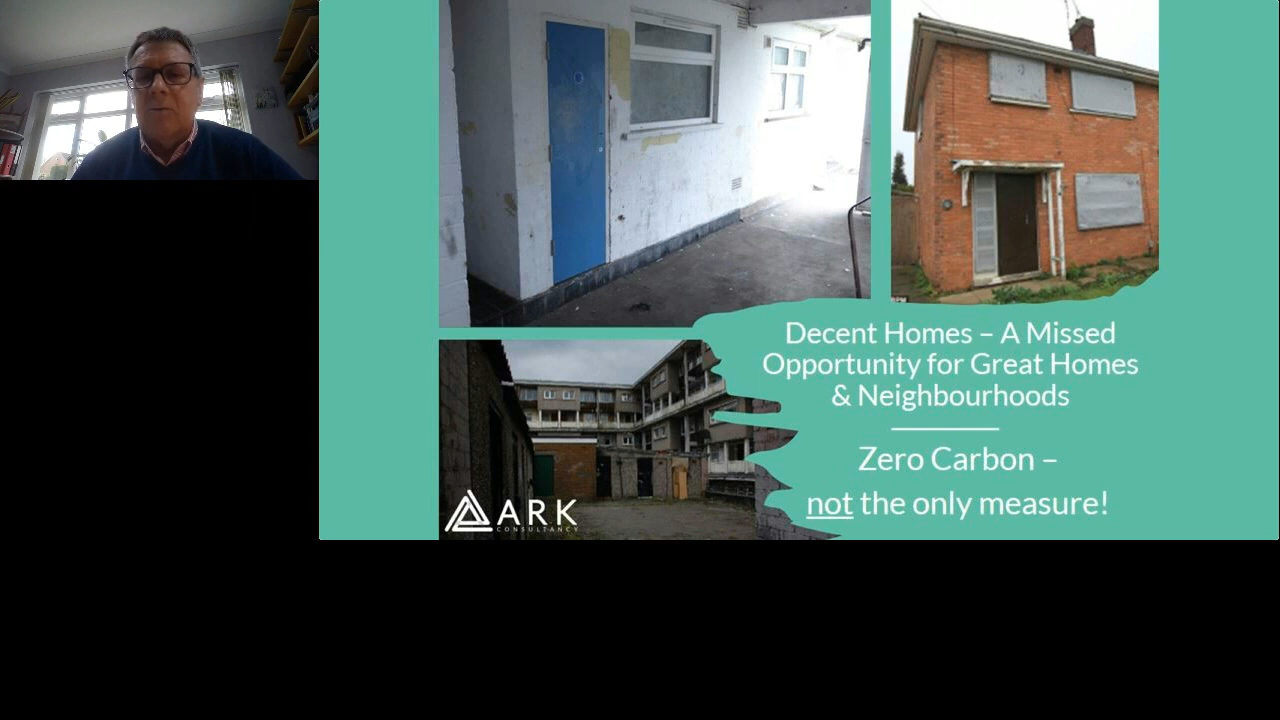 Decent Homes – A Missed
Opportunity for Great Homes
& Neighbourhoods
Zero Carbon –
not the only measure!
ARK
CONSULTANCY